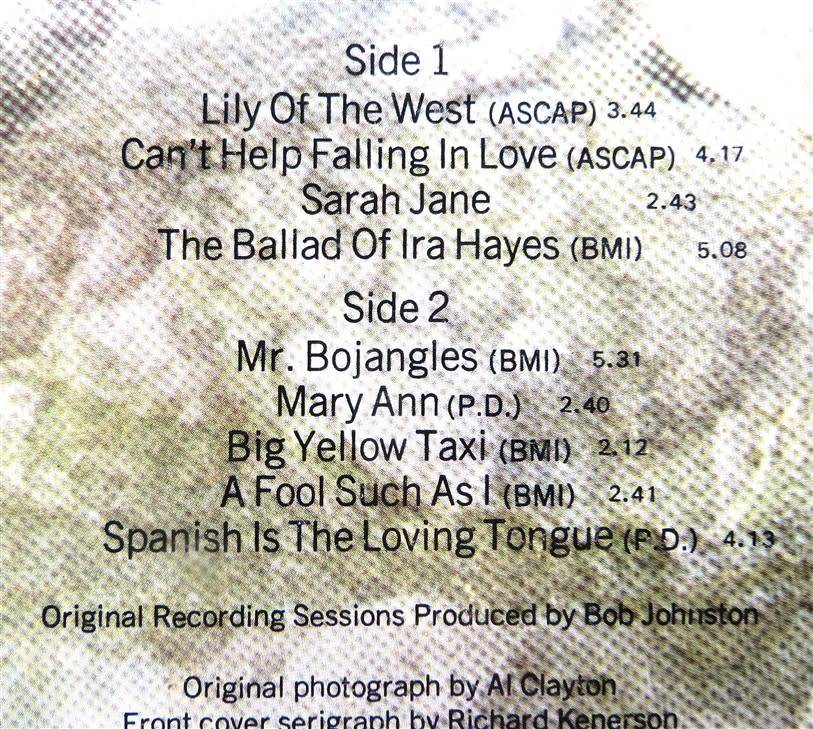 Side 1
Lily Of The West (ASCAP) 3.44
Can't Help Falling In Love (ASCAP) 4.17
Sarah Jane 2.43
The Ballad Of Ira Hayes (BMI) 5.08
Side 2
Mr. Bojangles (BMI) 5.31
Mary Ann (P.D.) 2.40
Big Yellow Taxi (BMI) 2.12
A Fool Such As I (BMI) 2.41
Spanish Is The Loving Tongue (P.D.) 4.13
Original Recording Sessions Produced by Bob Johnston
Original photograph by Al Clayton
Front cover serigraph by Richard Kenerson